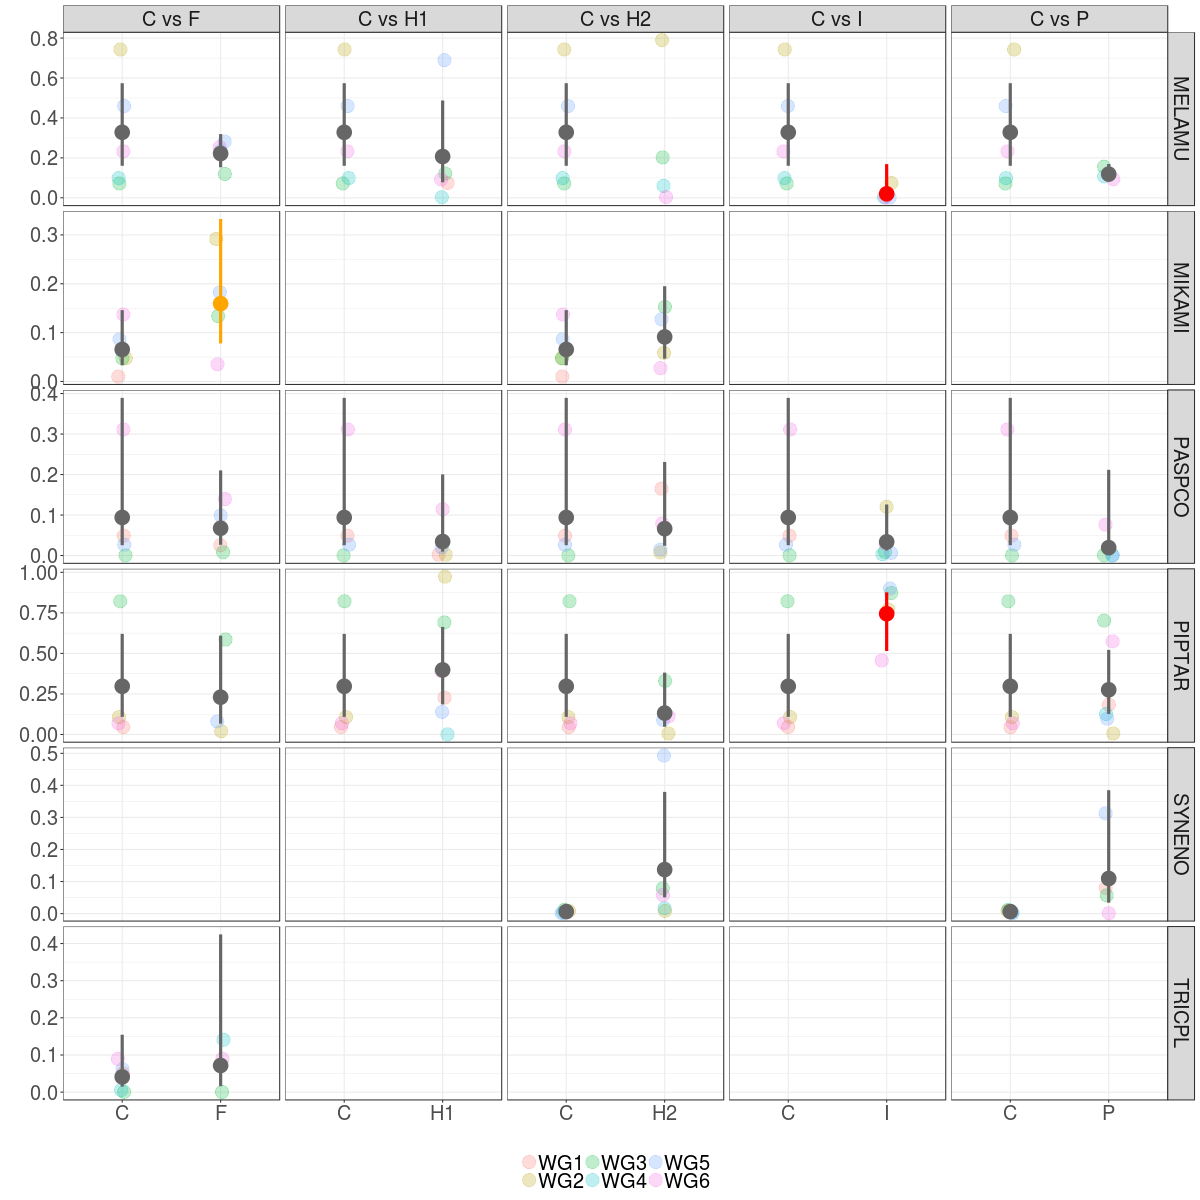 C vs F
C vs H1
C vs H2
C vs I
C vs P
0.8
0.6
0.4
0.2
0.0
MELAMU
0.3
0.2
0.1
0.0
MIKAMI
0.4
0.3
0.2
0.1
0.0
PASPCO
1.00
0.75
0.50
0.25
0.00
PIPTAR
0.5
0.4
0.3
0.2
0.1
0.0
SYNENO
0.4
0.3
0.2
0.1
0.0
TRICPL
C F C H1 C H2 C I C P
WG1 WG3 WG5
WG2 WG4 WG6